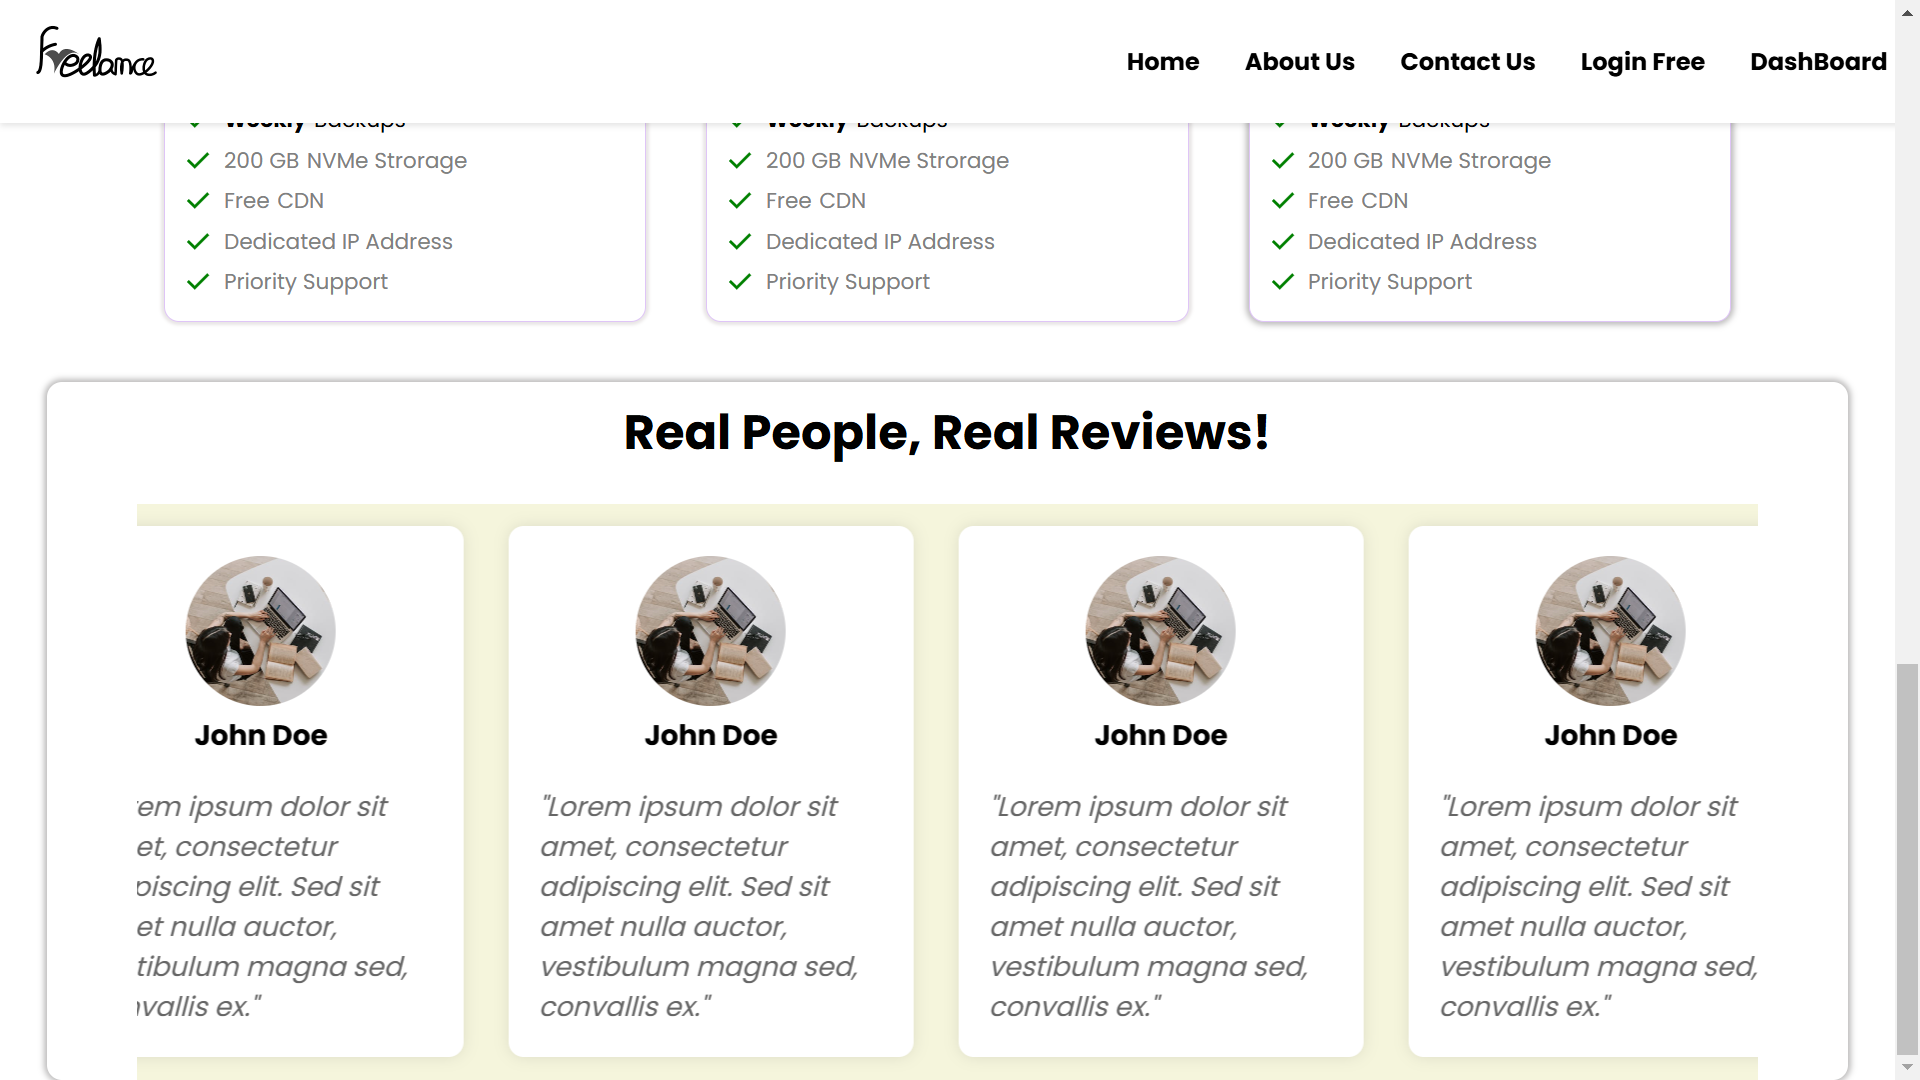 Freelance
Home About Us Contact Us Login Free DashBoard
Weekly Backups
200 GB NVMe Strorage
Free CDN
Dedicated IP Address
Priority Support
Weekly Backups
200 GB NVMe Strorage
Free CDN
Dedicated IP Address
Priority Support
Weekly Backups
200 GB NVMe Strorage
Free CDN
Dedicated IP Address
Priority Support
Real People, Real Reviews!
John Doe
em ipsum dolor sit
et, consectetur
piscing elit. Sed sit
et nulla auctor,
tibulum magna sed,
vallis ex."
John Doe
"Lorem ipsum dolor sit
amet, consectetur
adipiscing elit. Sed sit
amet nulla auctor,
vestibulum magna sed,
convallis ex."
John Doe
"Lorem ipsum dolor sit
amet, consectetur
adipiscing elit. Sed sit
amet nulla auctor,
vestibulum magna sed,
convallis ex."
John Doe
"Lorem ipsum dolor sit
amet, consectetur
adipiscing elit. Sed sit
amet nulla auctor,
vestibulum magna sed,
convallis ex."